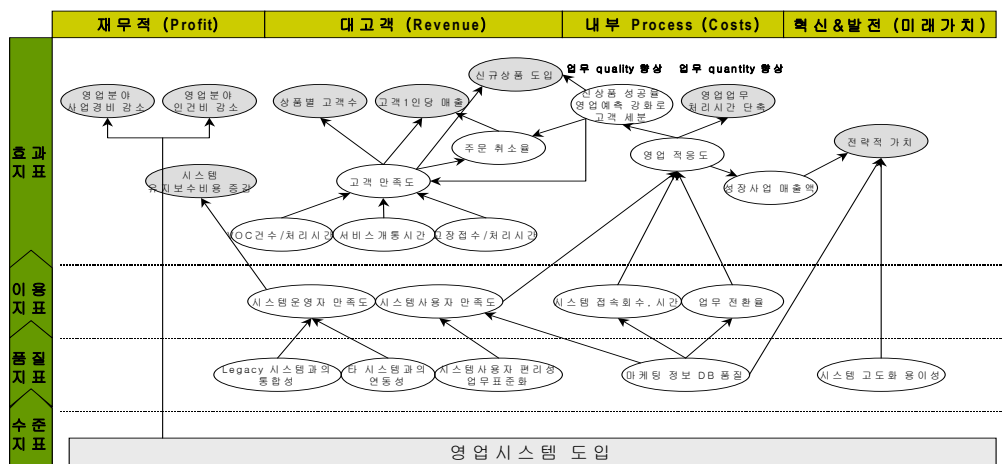 재무적 (Profit)
대고객 (Revenue)
내부 Process (Costs)
혁신&발전 (미래가치)
효과
지표
이용
지표
품질
지표
수준
지표
업무 quality 향상
업무 quantity 향상
신규상품 도입
영업분야
사업경비 감소
영업분야
인건비 감소
상품별 고객수
고객1인당 매출
신상품 성공율
영업예측 강화로
고객 세분
영업업무
처리시간 단축
주문 취소율
영업 적응도
전략적 가치
시스템
유지보수비용 증감
고객 만족도
성장사업 매출액
VOC건수/처리시간
서비스개통시간
고장접수/처리시간
시스템운영자 만족도
시스템사용자 만족도
시스템 접속회수, 시간
업무 전환율
Legacy 시스템과의
통합성
타 시스템과의
연동성
시스템사용자 편리성
업무표준화
마케팅 정보 DB 품질
시스템 고도화 용이성
영업시스템 도입